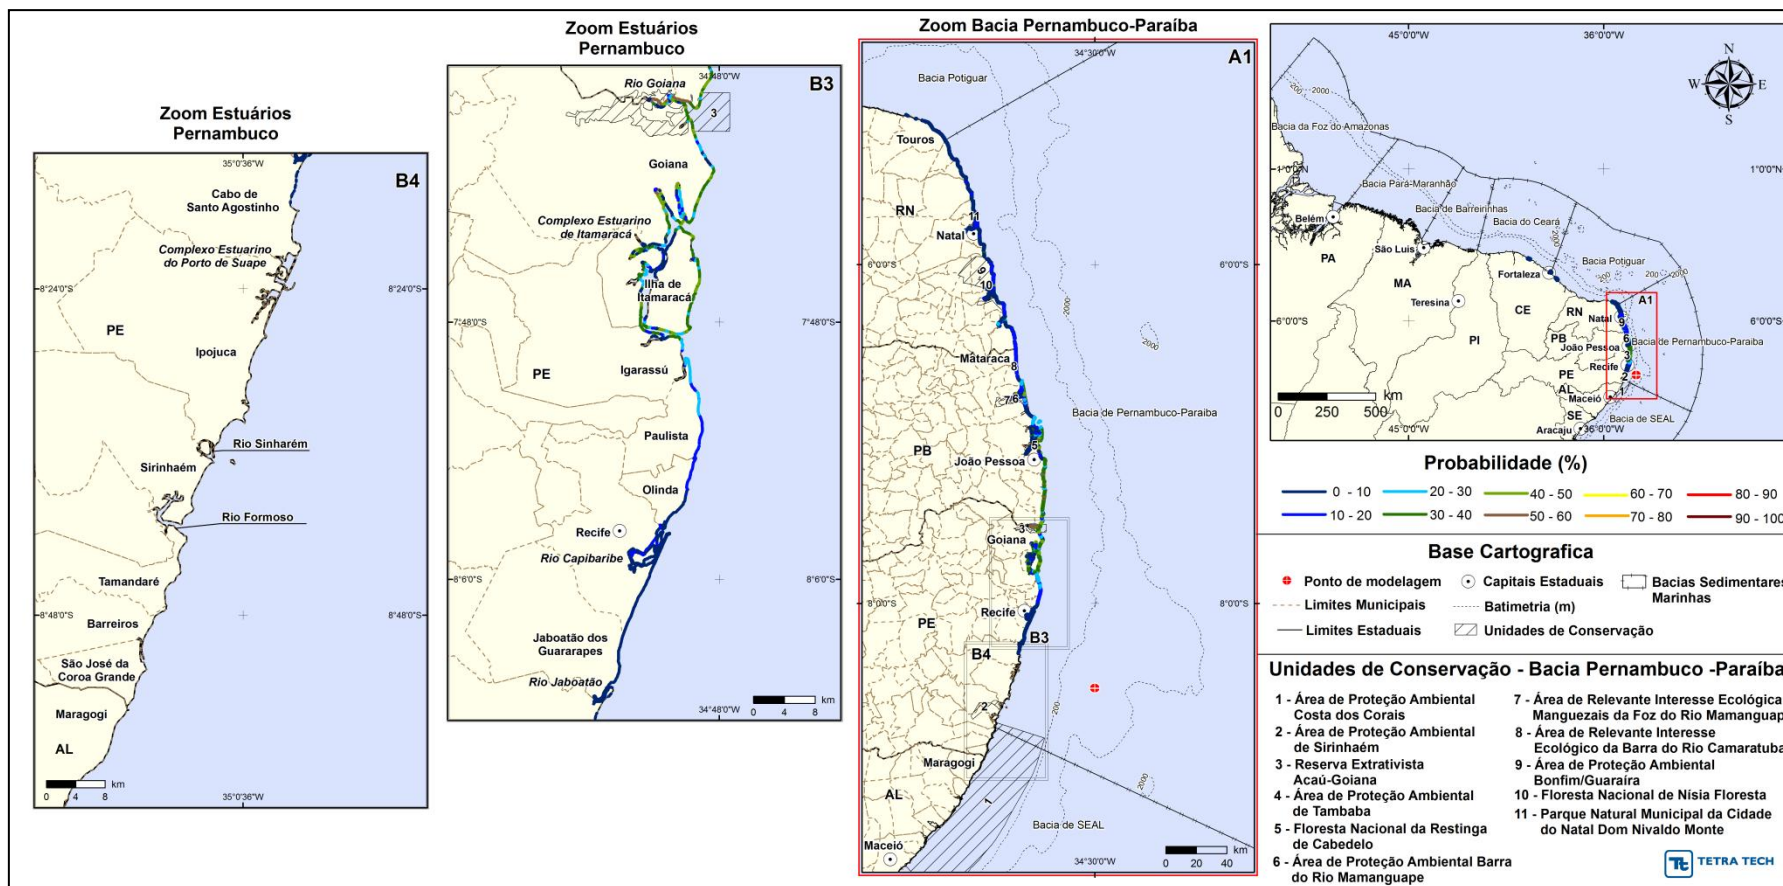 Zoom Estuários
Pernambuco
35°0'36"W
B4
Cabo de
Santo Agostinho
Complexo Estuarino
do Porto de Suape
8°24'0"S
8°24'0"S
PE
Ipojuca
Rio Sinharém
Sirinhaém
Rio Formoso
Tamandaré
8°48'0"S
8°48'0"S
Barreiros
São José da
Coroa Grande
Maragogi
AL
0 4 8 km
35°0'36"W
Zoom Estuários
Pernambuco
34°48'0"W
B3
Rio Goiana
3
Goiana
Complexo Estuarino
de Itamaracá
Ilha de
Itamaracá
7°48'0"S
7°48'0"S
Igarassú
PE
Paulista
Olinda
Recife
Rio Capibaribe
8°6'0"S
8°6'0"S
Jaboatão dos
Guararapes
Rio Jaboatão
0 4 8 km
34°48'0"W
Zoom Bacia Pernambuco-Paraíba
34°30'0"W
A1
Bacia Potiguar
Touros
RN
11
Natal
6°0'0"S
6°0'0"S
9
10
2000
2000
Mataraca
8
7 6
Bacia de Pernambuco-Paraiba
PB
5
João Pessoa
3
Goiana
8°0'0"S
8°0'0"S
Recife
PE
B3
B4
2
200
2000
Maragogi
1
AL
Bacia de SEAL
Maceió
0 20 40 km
34°30'0"W
45°0'0"W
36°0'0"W
N
W E
S
200
2000
Bacia da Foz do Amazonas
1°0'0"N
1°0'0"N
Bacia Pará-Maranhão
Bacia de Barreirinhas
Belém
Bacia do Ceará
São Luis
200
PA
Bacia Potiguar
Fortaleza
200
2000
MA
Teresina
A1
CE
RN
Natal
9
6°0'0"S
6°0'0"S
PI
PB
6
João Pessoa
Bacia de Pernambuco-Paraiba
3
Recife
PE
2
AL
1
Maceió
SE
Bacia de SEAL
Aracaju
0 250 500 km
45°0'0"W
36°0'0"W
Probabilidade (%)
0 - 10 20 - 30 40 - 50 60 - 70 80 - 90
10 - 20 30 - 40 50 - 60 70 - 80 90 - 100
Base Cartografica
Ponto de modelagem
Capitais Estaduais
Bacias Sedimentares
Marinhas
Limites Municipais
Batimetria (m)
Limites Estaduais
Unidades de Conservação
Unidades de Conservação - Bacia Pernambuco -Paraíba
1 - Área de Proteção Ambiental
Costa dos Corais
2 - Área de Proteção Ambiental
de Sirinhaém
3 - Reserva Extrativista
Acaú-Goiana
4 - Área de Proteção Ambiental
de Tambaba
5 - Floresta Nacional da Restinga
de Cabedelo
6 - Área de Proteção Ambiental Barra
do Rio Mamanguape
7 - Área de Relevante Interesse Ecológica
Manguezais da Foz do Rio Mamanguap
8 - Área de Relevante Interesse
Ecológico da Barra do Rio Camaratuba
9 - Área de Proteção Ambiental
Bonfim/Guaraíra
10 - Floresta Nacional de Nísia Floresta
11 - Parque Natural Municipal da Cidade
do Natal Dom Nivaldo Monte
Tt TETRA TECH